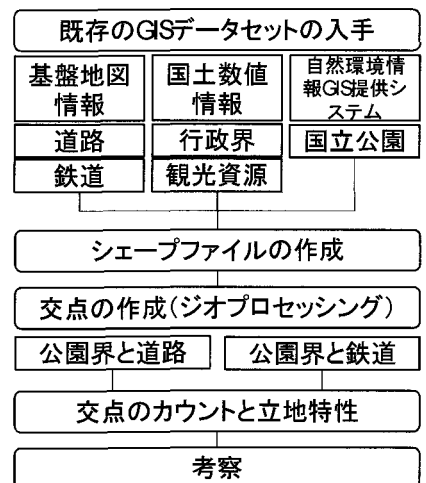 既存のGISデータセットの入手
基盤地図
情報
国土数値
情報
自然環境情
報GIS提供シ
ステム
道路
行政界
国立公園
鉄道
観光資源
シェープファイルの作成
交点の作成(ジオプロセッシング)
公園界と道路
公園界と鉄道
交点のカウントと立地特性
考察